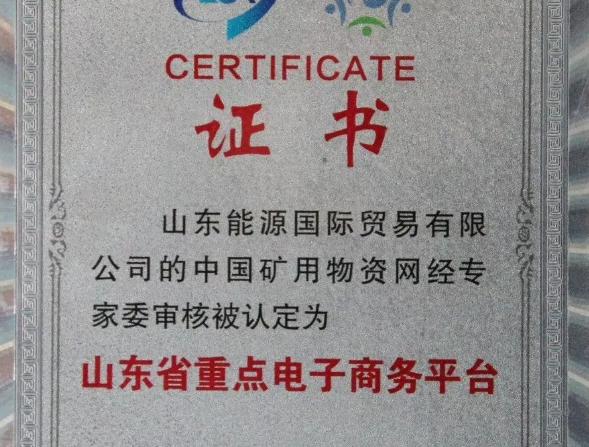 CERTIFICATE
证书
山东能源国际贸易有限
公司的中国矿用物资网经专
家委审核被认定为
山东省重点电子商务平台